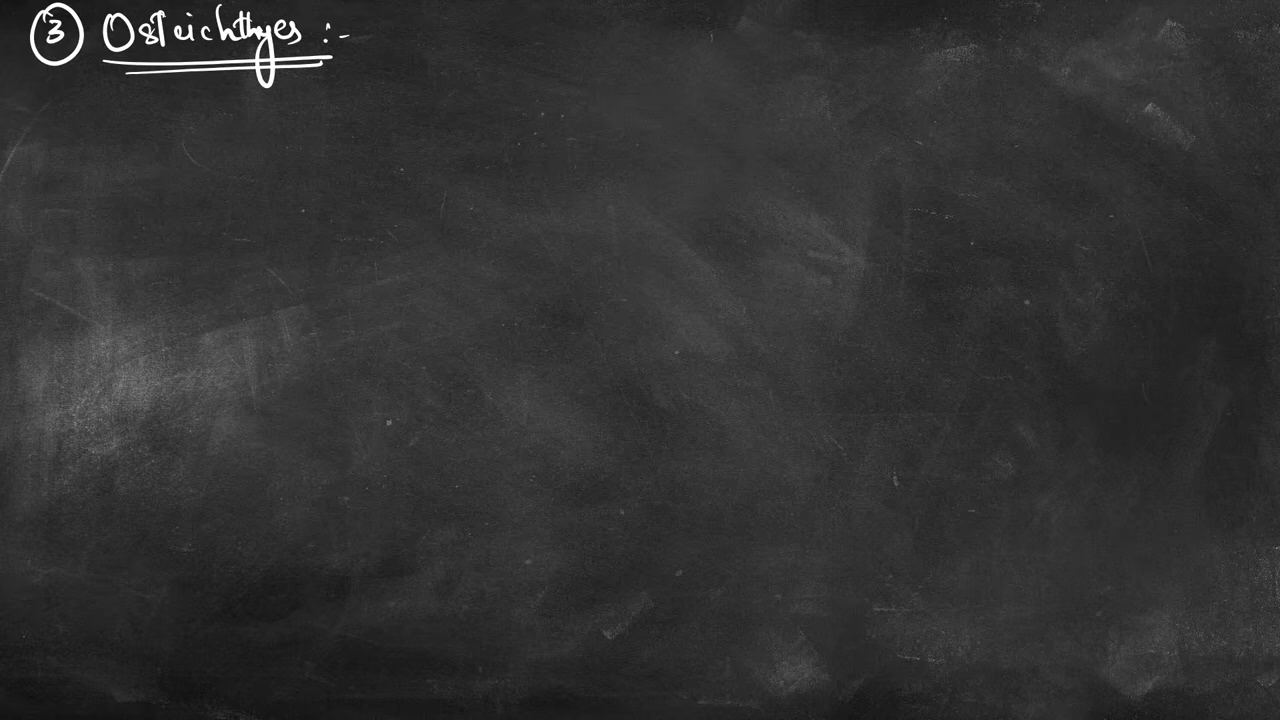 ③ Osteichthyes :-